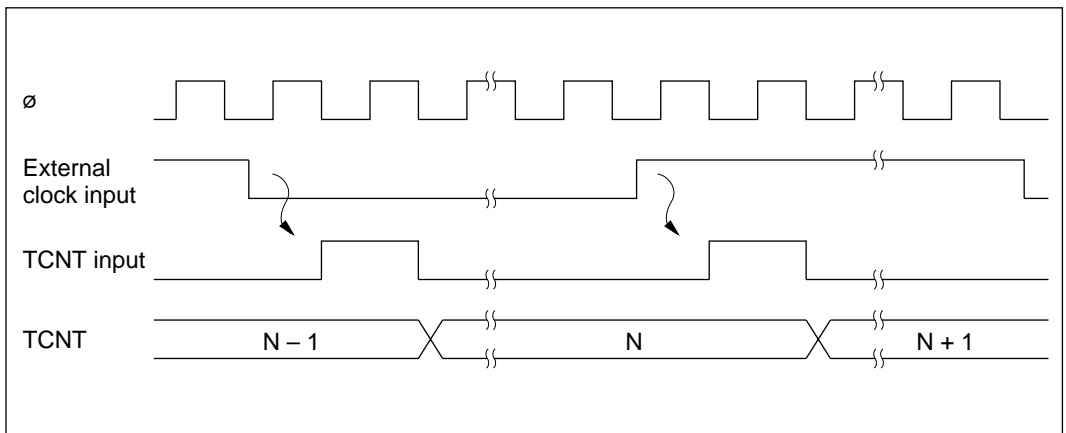 ø
External
clock input
TCNT input
TCNT
N – 1
N
N + 1